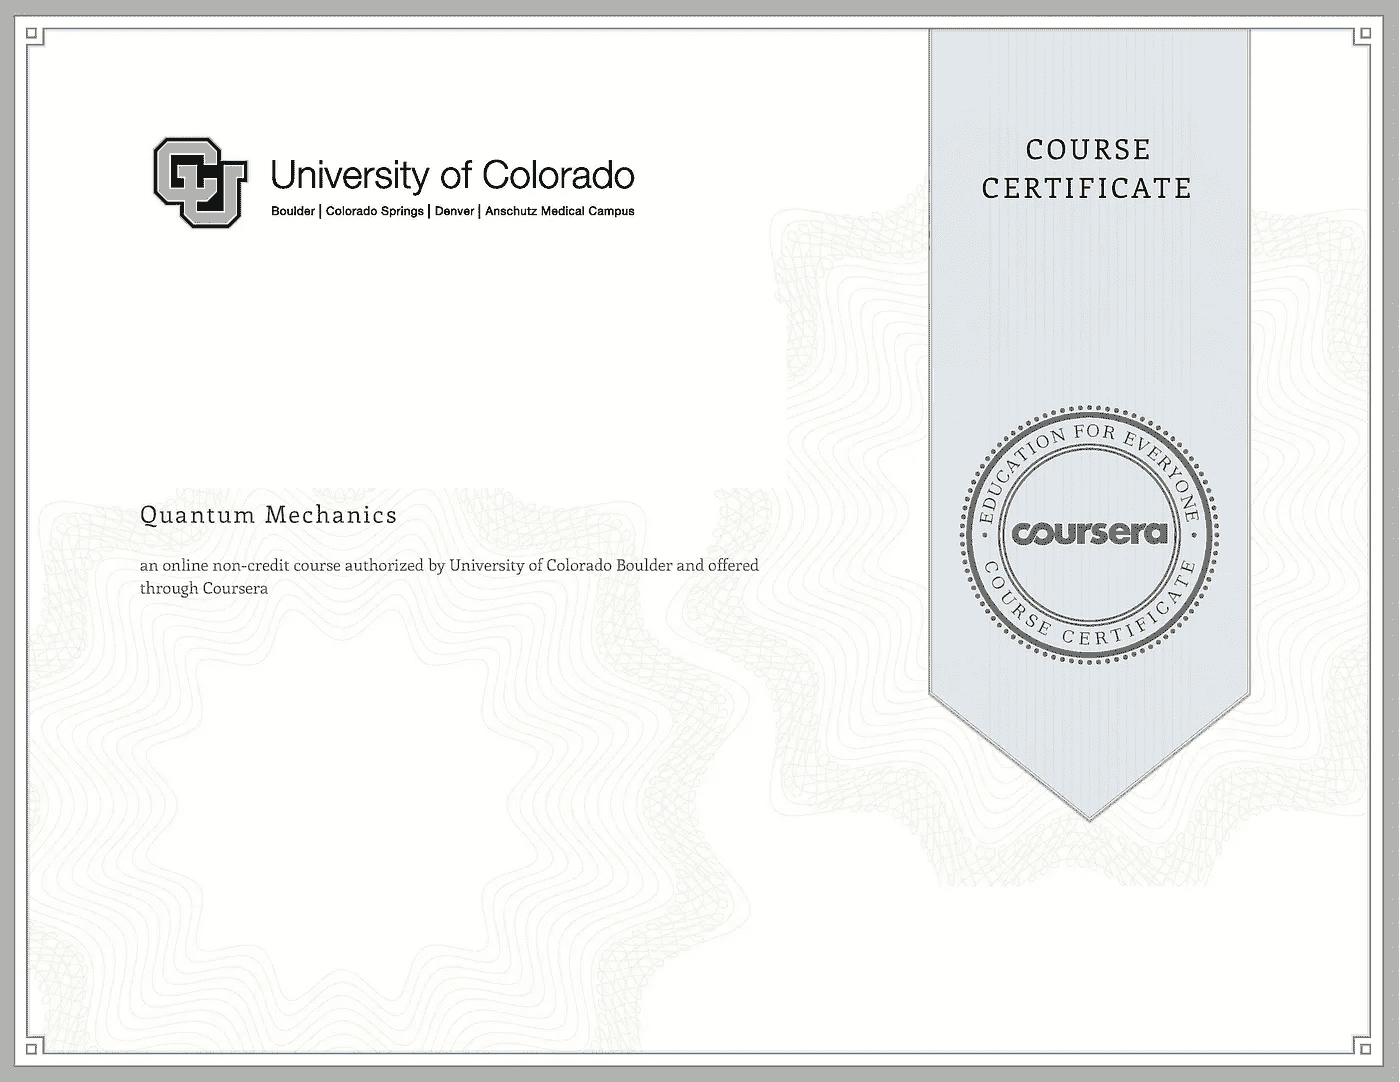 University of Colorado
Boulder | Colorado Springs | Denver | Anschutz Medical Campus
COURSE
CERTIFICATE
EDUCATION FOR EVERYONE
coursera
COURSE CERTIFICATE
Quantum Mechanics
an online non-credit course authorized by University of Colorado Boulder and offered
through Coursera